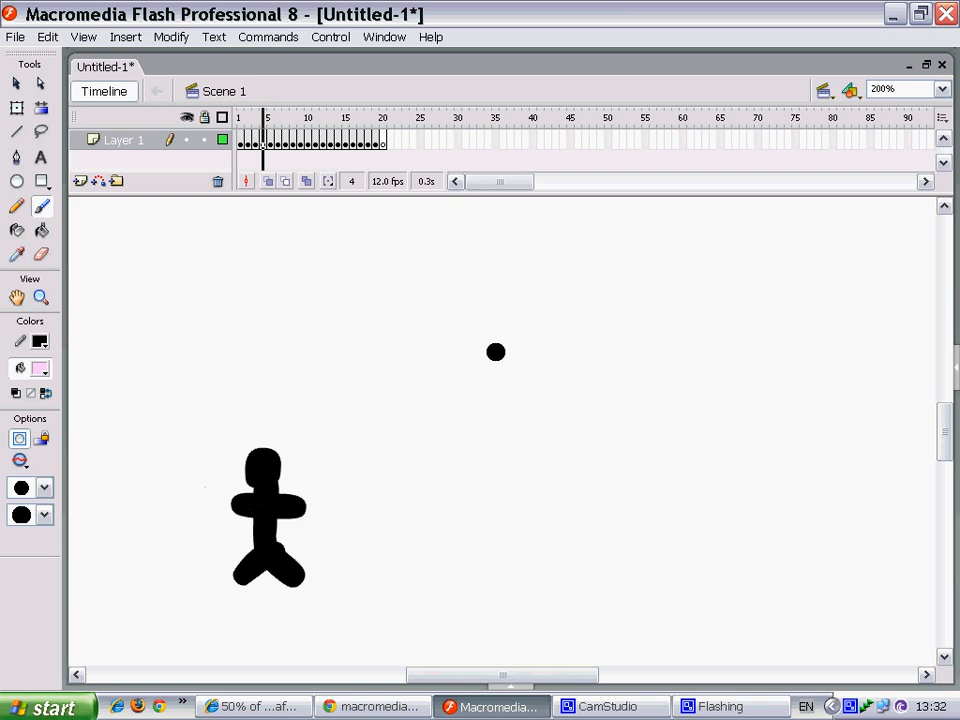 Macromedia Flash Professional 8 - [Untitled-1*]
File Edit View Insert Modify Text Commands Control Window Help
Tools
Untitled-1*
Timeline
Scene 1
200%
1 5 10 15 20 25 30 35 40 45 50 55 60 65 70 75 80 85 90
Layer 1
4 12.0 fps 0.3s
A
View
Colors
Options
start
50% of ...af...
macromedia...
Macromedia...
CamStudio
Flashing
EN
13:32